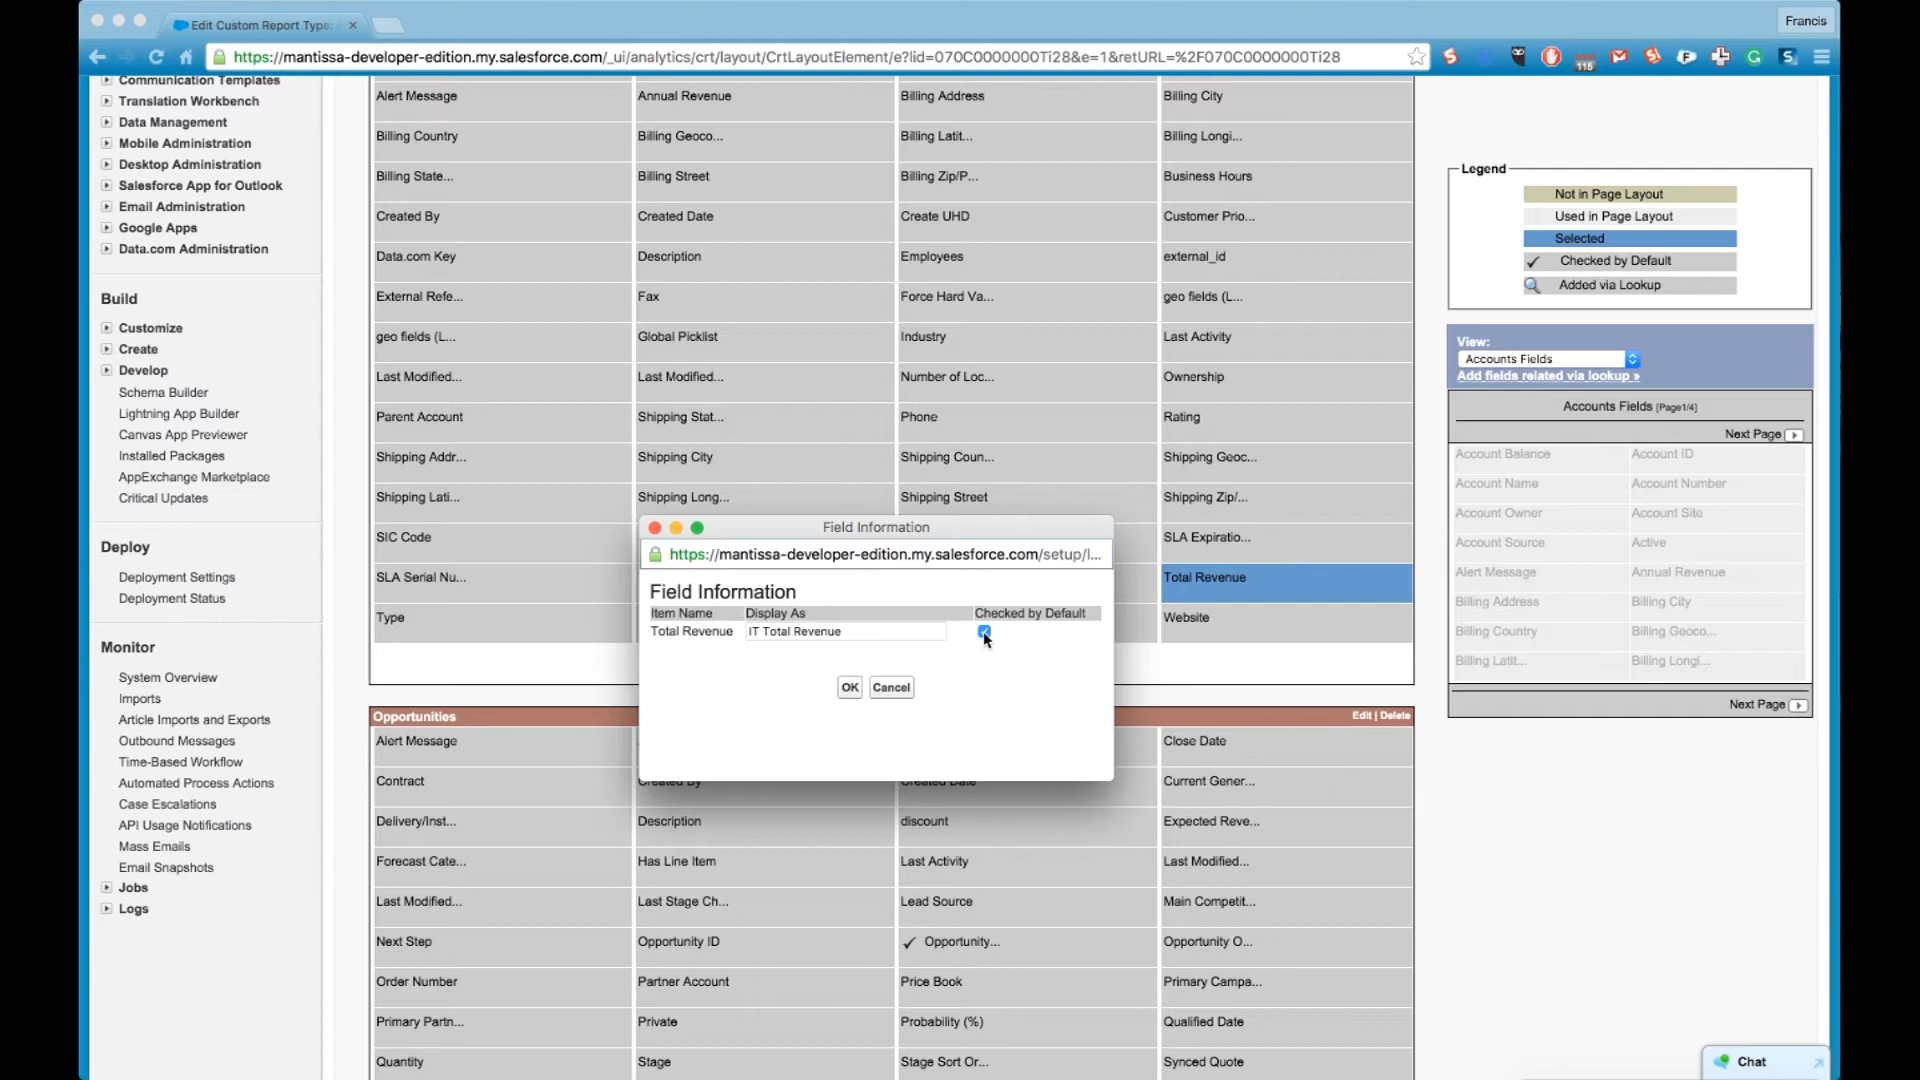 Edit Custom Report Type:
Francis
https://mantissa-developer-edition.my.salesforce.com/_ui/analytics/crt/layout/CrtLayoutElement/e?lid=070C0000000Ti28&e=1&retURL=%2F070C0000000Ti28
115
Communication Templates
Translation Workbench
Data Management
Mobile Administration
Desktop Administration
Salesforce App for Outlook
Email Administration
Google Apps
Data.com Administration
Build
Customize
Create
Develop
Schema Builder
Lightning App Builder
Canvas App Previewer
Installed Packages
AppExchange Marketplace
Critical Updates
Deploy
Deployment Settings
Deployment Status
Monitor
System Overview
Imports
Article Imports and Exports
Outbound Messages
Time-Based Workflow
Automated Process Actions
Case Escalations
API Usage Notifications
Mass Emails
Email Snapshots
Jobs
Logs
Alert Message Annual Revenue Billing Address Billing City
Billing Country Billing Geoco... Billing Latit... Billing Longi...
Billing State... Billing Street Billing Zip/P... Business Hours
Created By Created Date Create UHD Customer Prio...
Data.com Key Description Employees external_id
External Refe... Fax Force Hard Va... geo fields (L...
geo fields (L... Global Picklist Industry Last Activity
Last Modified... Last Modified... Number of Loc... Ownership
Parent Account Shipping Stat... Phone Rating
Shipping Addr... Shipping City Shipping Coun... Shipping Geoc...
Shipping Lati... Shipping Long... Shipping Street Shipping Zip/...
SIC Code SLA Expiratio...
SLA Serial Nu... Total Revenue
Type Website
Field Information
https://mantissa-developer-edition.my.salesforce.com/setup/l...
Field Information
Item Name Display As Checked by Default
Total Revenue IT Total Revenue
OK Cancel
Opportunities Edit | Delete
Alert Message Close Date
Contract Created By Created Date Current Gener...
Delivery/Inst... Description discount Expected Reve...
Forecast Cate... Has Line Item Last Activity Last Modified...
Last Modified... Last Stage Ch... Lead Source Main Competit...
Next Step Opportunity ID Opportunity... Opportunity O...
Order Number Partner Account Price Book Primary Campa...
Primary Partn... Private Probability (%) Qualified Date
Quantity Stage Stage Sort Or... Synced Quote
Legend
Not in Page Layout
Used in Page Layout
Selected
Checked by Default
Added via Lookup
View:
Accounts Fields
Add fields related via lookup »
Accounts Fields [Page1/4]
Next Page
Account Balance Account ID
Account Name Account Number
Account Owner Account Site
Account Source Active
Alert Message Annual Revenue
Billing Address Billing City
Billing Country Billing Geoco...
Billing Latit... Billing Longi...
Next Page
Chat